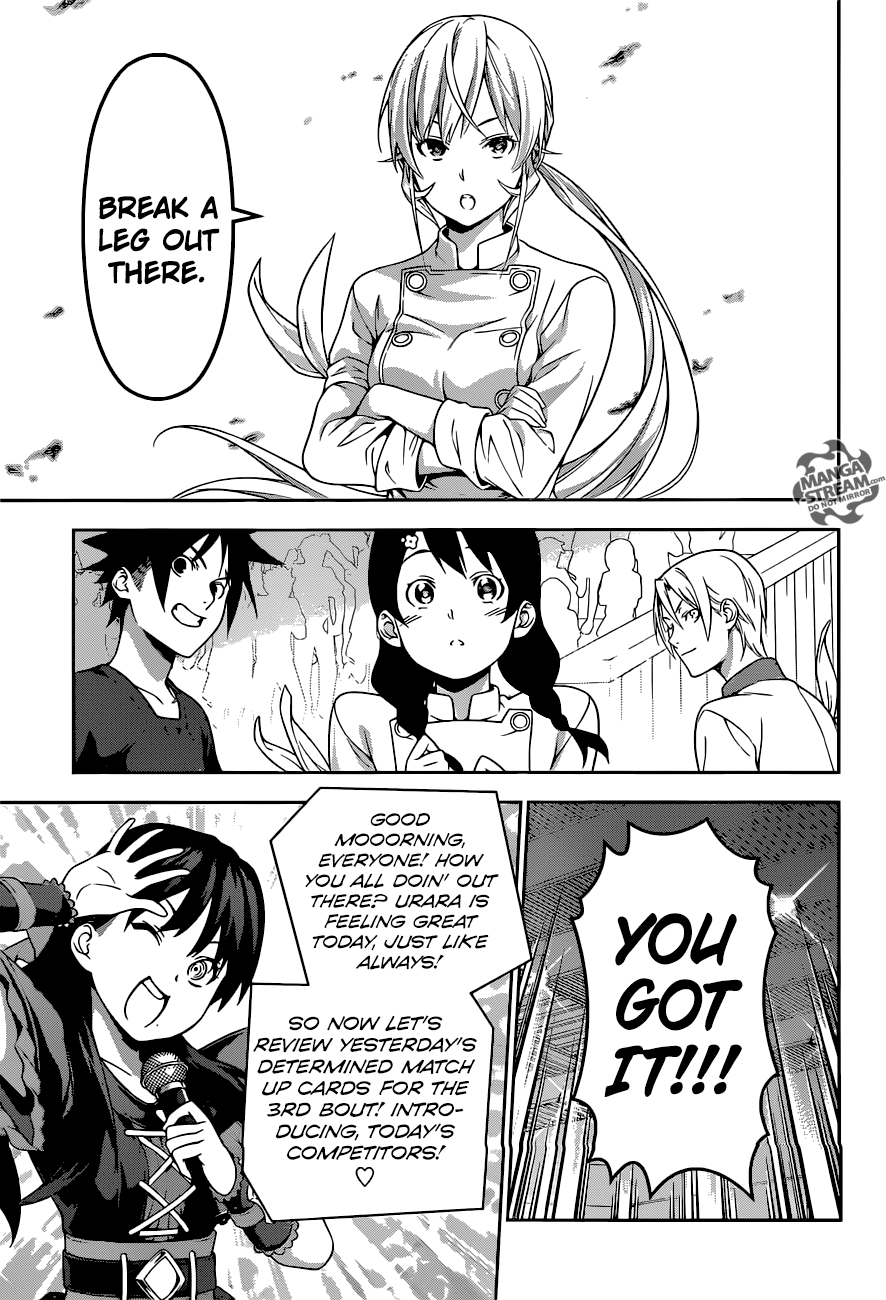 BREAK A
LEG OUT
THERE.
MANGA
STREAM.com
DO NOT MIRROR
YOU
GOT
IT!!!
GOOD
MOOORNING,
EVERYONE! HOW
YOU ALL DOIN' OUT
THERE? URARA IS
FEELING GREAT
TODAY, JUST LIKE
ALWAYS!
SO NOW LET'S
REVIEW YESTERDAY'S
DETERMINED MATCH
UP CARDS FOR THE
3RD BOUT! INTRO-
DUCING, TODAY'S
COMPETITORS!
♡